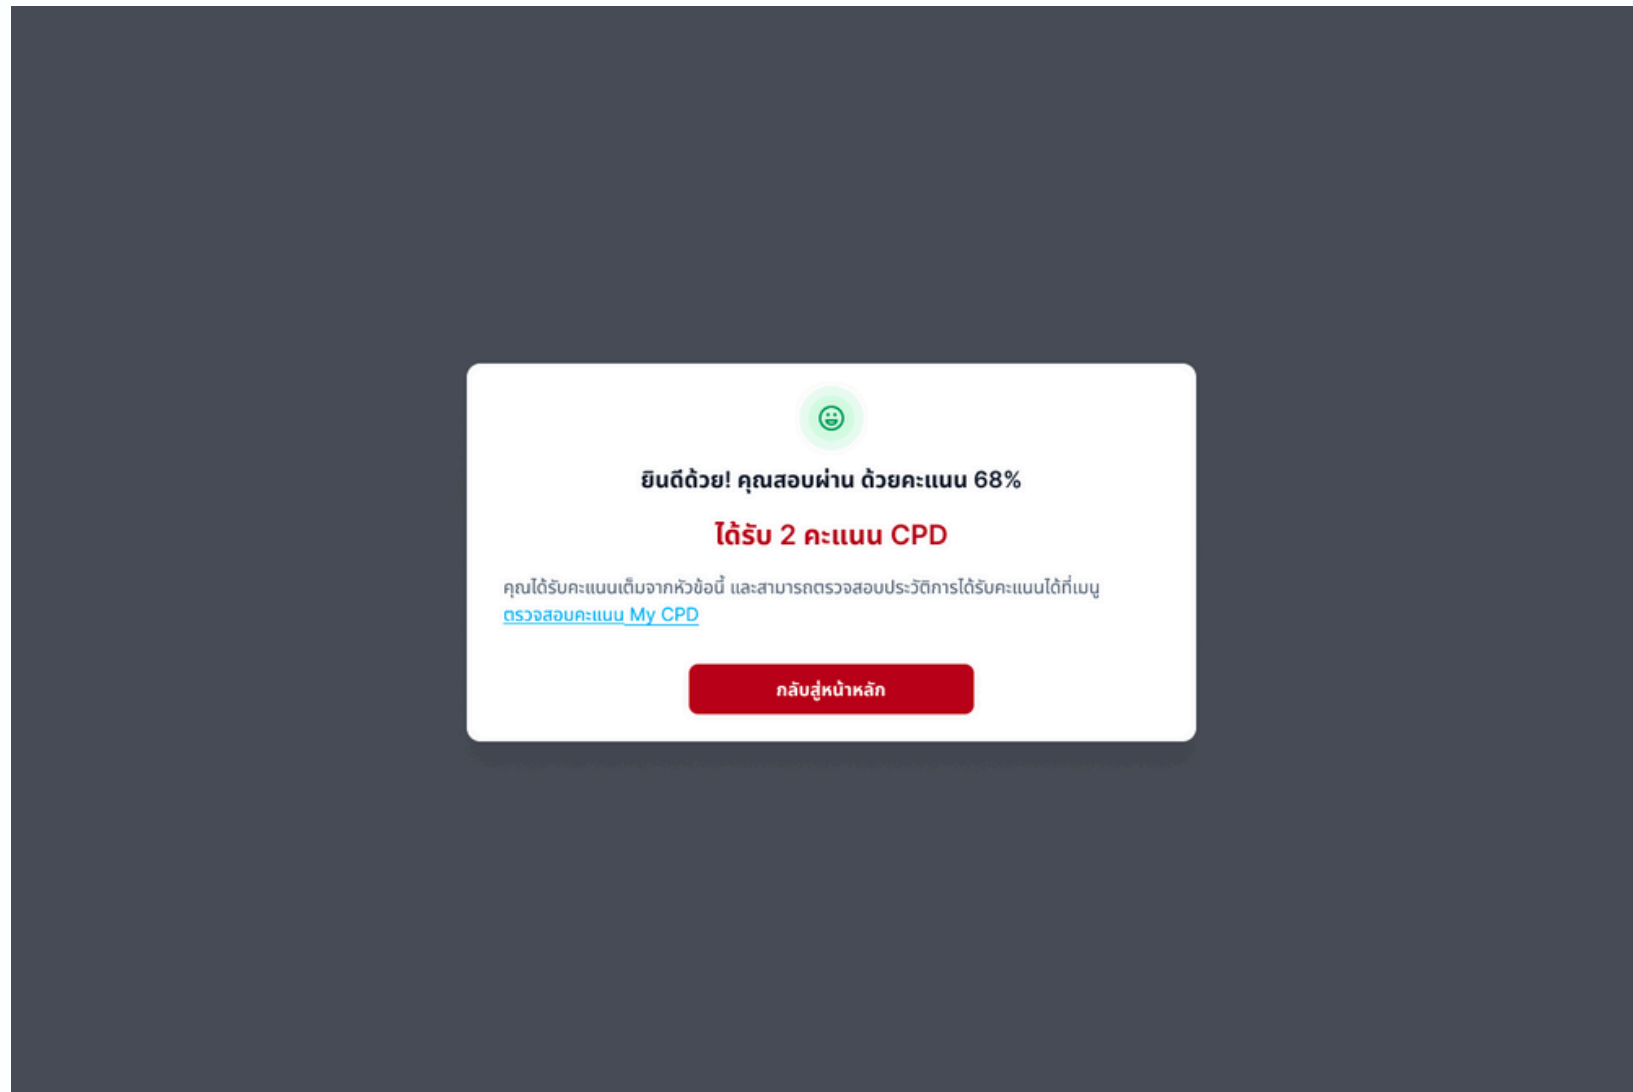 ยินดีด้วย! คุณสอบผ่าน ด้วยคะแนน 68%
ได้รับ 2 คะแนน CPD
คุณได้รับคะแนนเต็มจากหัวข้อนี้ และสามารถตรวจสอบประวัติการได้รับคะแนนได้ที่เมนู
ตรวจสอบคะแนน My CPD
กลับสู่หน้าหลัก